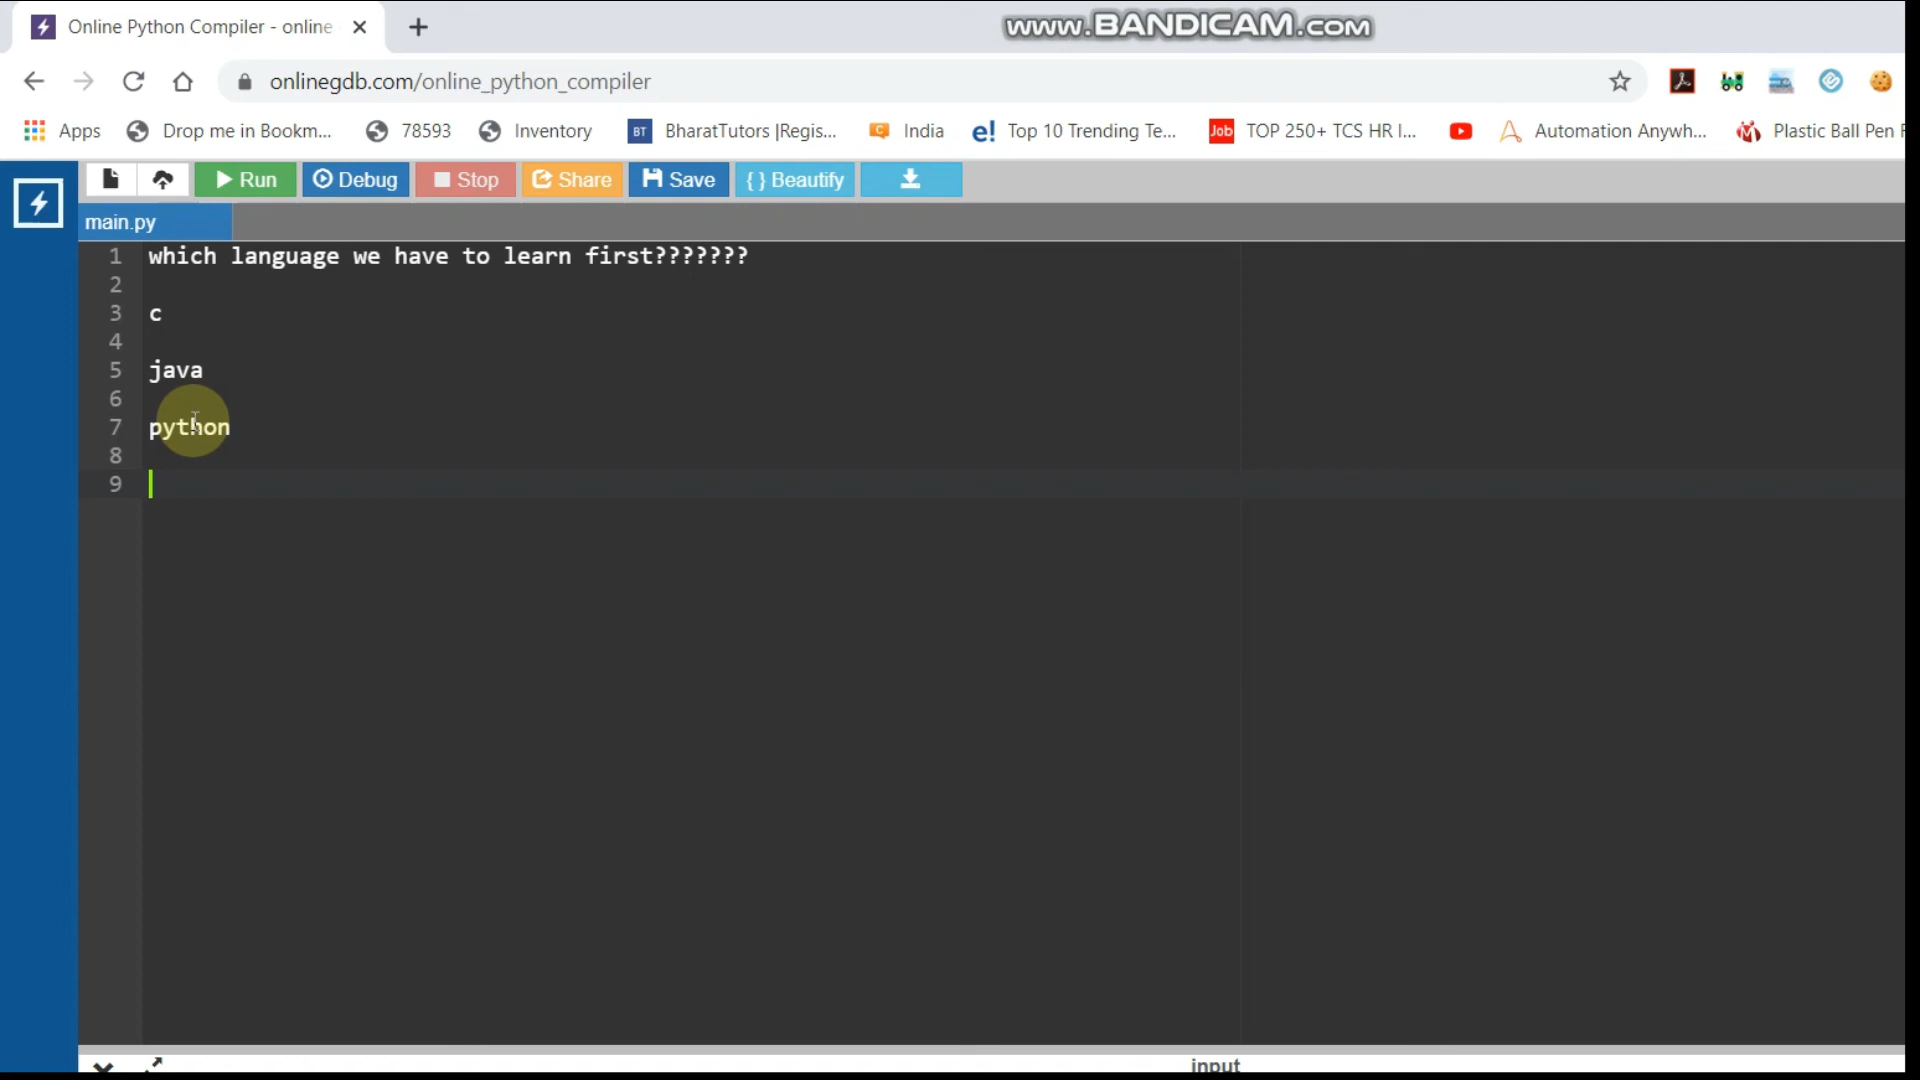 Online Python Compiler - online
www.BANDICAM.com
onlinegdb.com/online_python_compiler
Apps Drop me in Bookm... 78593 Inventory BT BharatTutors |Regis... India e! Top 10 Trending Te... Job TOP 250+ TCS HR I... Automation Anywh... Plastic Ball Pen
Run Debug Stop Share Save { } Beautify
main.py
1 which language we have to learn first???????
2
3 c
4
5 java
6
7 python
8
9
input